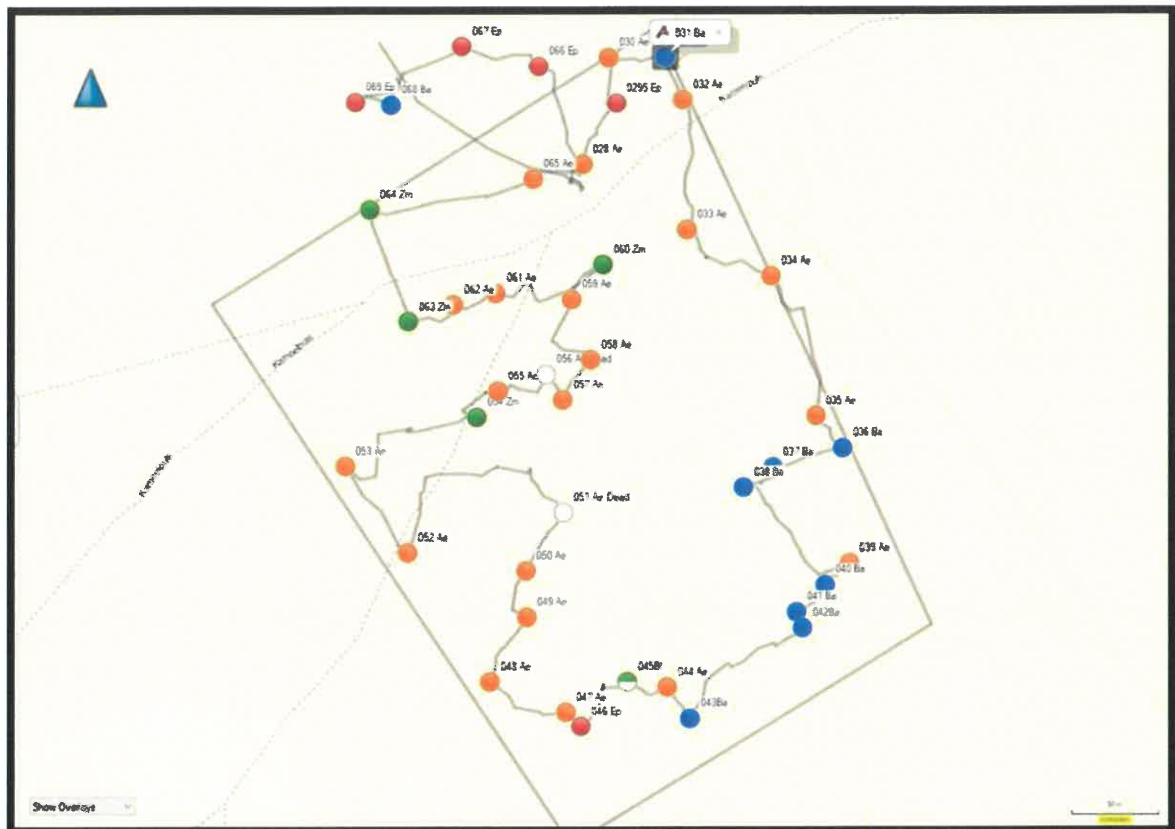 067 Ep
066 Ep
030 Ae
031 Ba
069 Ep
068 Ba
0295 Ep
032 Ae
028 Ae
065 Ae
064 Zm
033 Ae
060 Zm
034 Ae
061 Ae
062 Ae
059 Ae
063 Zm
058 Ae
055 Ae
057 Ae
035 Ae
036 Ba
053 Ae
037 Ba
038 Ba
051 Ae Dead
052 Ae
039 Ae
050 Ae
040 Ba
041 Ba
042Ba
049 Ae
048 Ae
044 Ae
047 Ae
043Ba
046 Ep
Show Overlays